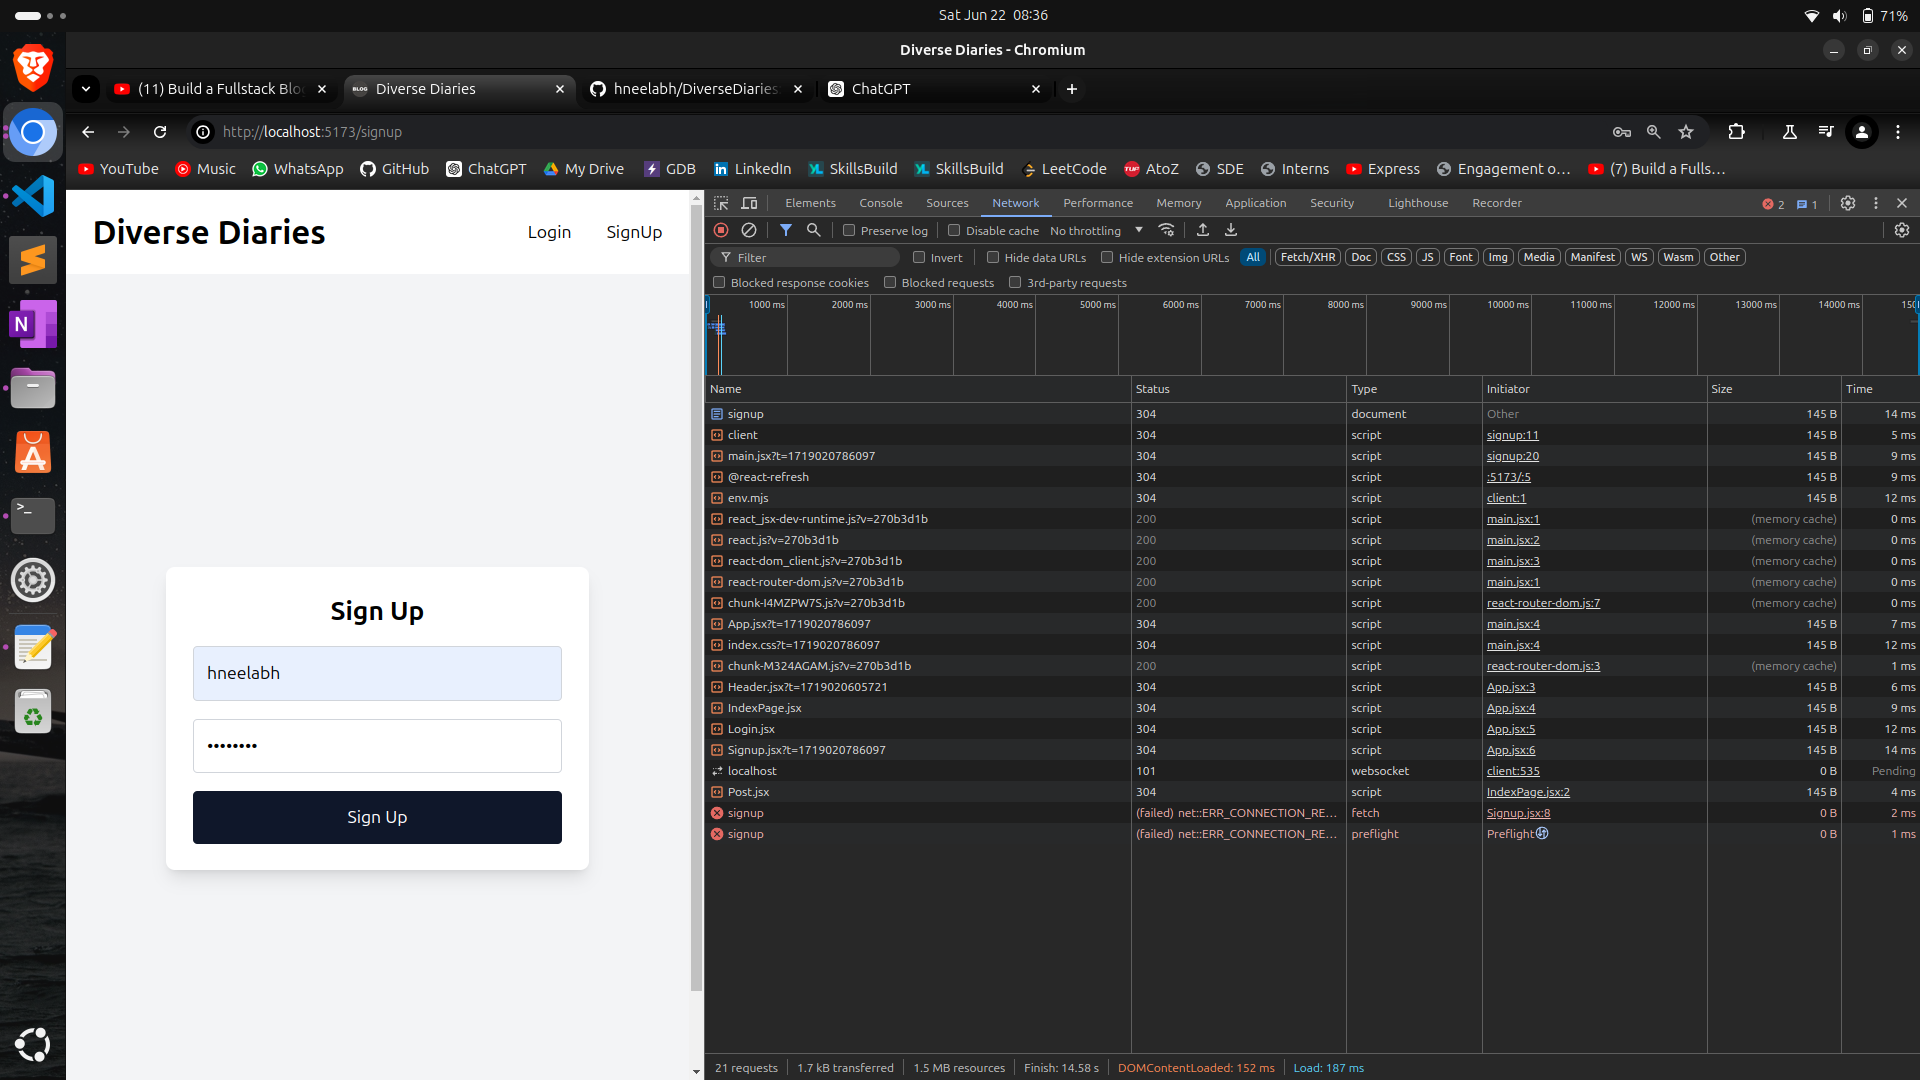 Sat Jun 22 08:36
71%
Diverse Diaries - Chromium
(11) Build a Fullstack Blo
Diverse Diaries
hneelabh/DiverseDiaries
ChatGPT
http://localhost:5173/signup
YouTube Music WhatsApp GitHub ChatGPT My Drive GDB LinkedIn SkillsBuild SkillsBuild LeetCode AtoZ SDE Interns Express Engagement o... (7) Build a Fulls...
Diverse Diaries
Login SignUp
Sign Up
hneelabh
••••••••
Sign Up
Elements Console Sources Network Performance Memory Application Security Lighthouse Recorder 2 1
Preserve log Disable cache No throttling
Filter Invert Hide data URLs Hide extension URLs All Fetch/XHR Doc CSS JS Font Img Media Manifest WS Wasm Other
Blocked response cookies Blocked requests 3rd-party requests
1000 ms 2000 ms 3000 ms 4000 ms 5000 ms 6000 ms 7000 ms 8000 ms 9000 ms 10000 ms 11000 ms 12000 ms 13000 ms 14000 ms
Name Status Type Initiator Size Time
signup 304 document Other 145 B 14 ms
client 304 script signup:11 145 B 5 ms
main.jsx?t=1719020786097 304 script signup:20 145 B 9 ms
@react-refresh 304 script :5173/:5 145 B 9 ms
env.mjs 304 script client:1 145 B 12 ms
react_jsx-dev-runtime.js?v=270b3d1b 200 script main.jsx:1 (memory cache) 0 ms
react.js?v=270b3d1b 200 script main.jsx:2 (memory cache) 0 ms
react-dom_client.js?v=270b3d1b 200 script main.jsx:3 (memory cache) 0 ms
react-router-dom.js?v=270b3d1b 200 script main.jsx:1 (memory cache) 0 ms
chunk-I4MZPW7S.js?v=270b3d1b 200 script react-router-dom.js:7 (memory cache) 0 ms
App.jsx?t=1719020786097 304 script main.jsx:4 145 B 7 ms
index.css?t=1719020786097 304 script main.jsx:4 145 B 12 ms
chunk-M324AGAM.js?v=270b3d1b 200 script react-router-dom.js:3 (memory cache) 1 ms
Header.jsx?t=1719020605721 304 script App.jsx:3 145 B 6 ms
IndexPage.jsx 304 script App.jsx:4 145 B 9 ms
Login.jsx 304 script App.jsx:5 145 B 12 ms
Signup.jsx?t=1719020786097 304 script App.jsx:6 145 B 14 ms
localhost 101 websocket client:535 0 B Pending
Post.jsx 304 script IndexPage.jsx:2 145 B 4 ms
signup (failed) net::ERR_CONNECTION_RE... fetch Signup.jsx:8 0 B 2 ms
signup (failed) net::ERR_CONNECTION_RE... preflight Preflight 0 B 1 ms
21 requests 1.7 kB transferred 1.5 MB resources Finish: 14.58 s DOMContentLoaded: 152 ms Load: 187 ms